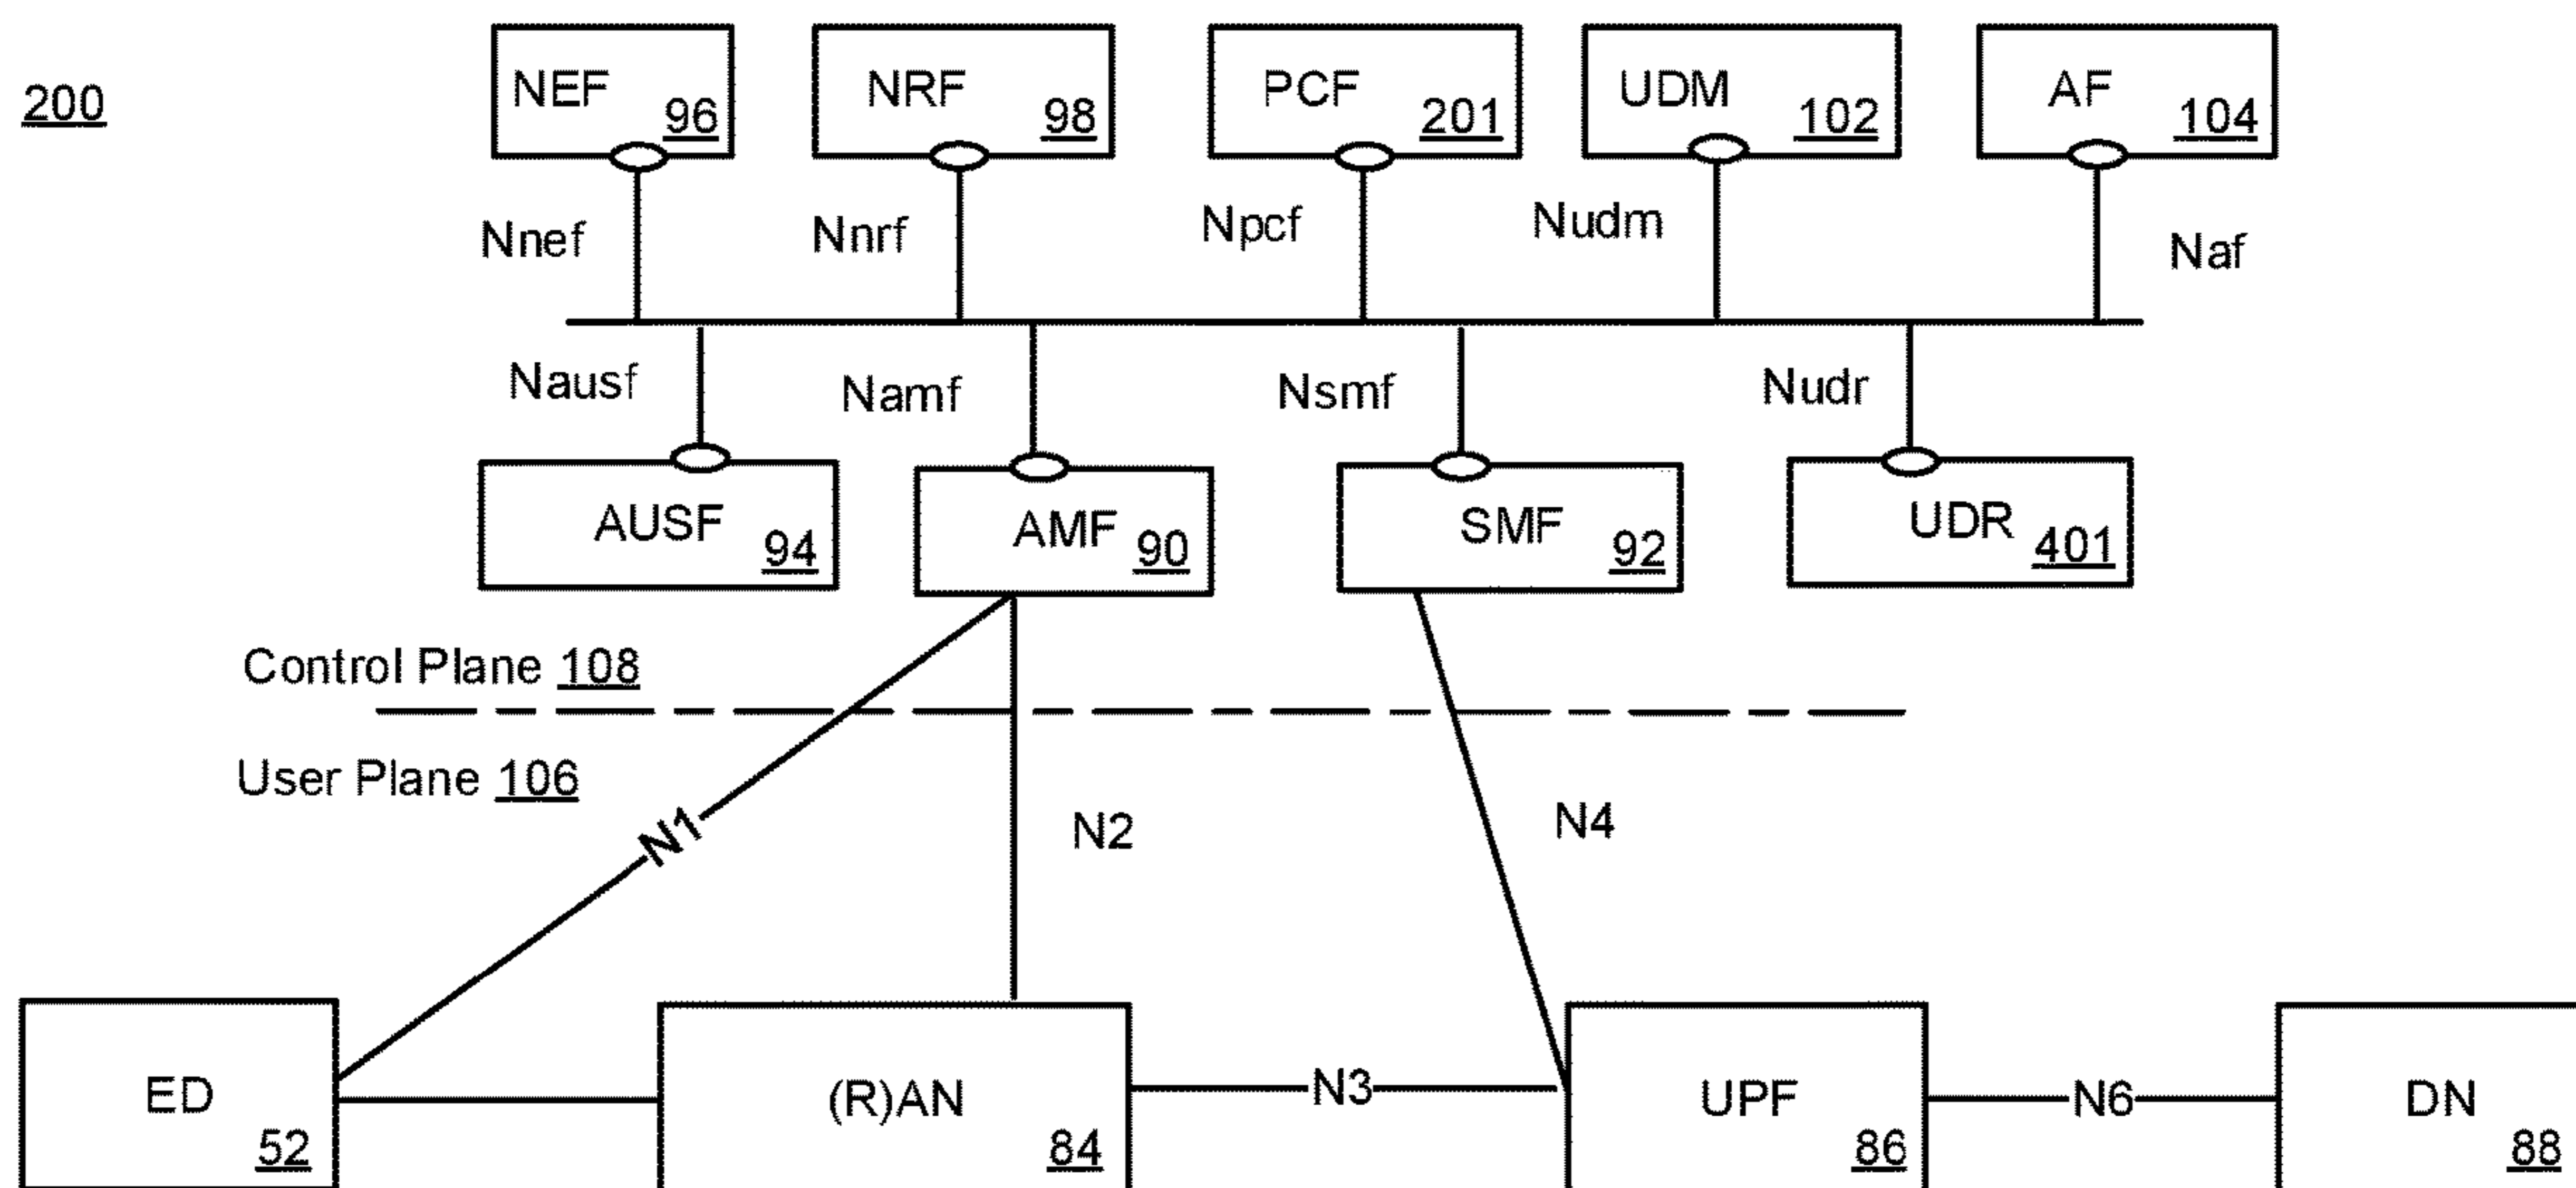 200
NEF 96
NRF 98
PCF 201
UDM 102
AF 104
Nnef
Nnrf
Npcf
Nudm
Naf
Nausf
Namf
Nsmf
Nudr
AUSF 94
AMF 90
SMF 92
UDR 401
Control Plane 108
User Plane 106
N1
N2
N4
ED 52
(R)AN 84
N3
UPF 86
N6
DN 88